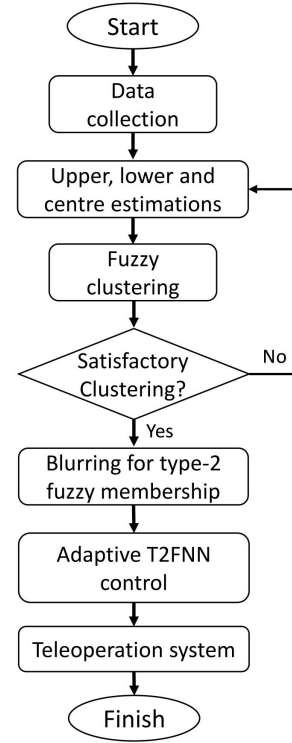 Start
Data
collection
Upper, lower and
centre estimations
Fuzzy
clustering
Satisfactory
Clustering?
No
Yes
Blurring for type-2
fuzzy membership
Adaptive T2FNN
control
Teleoperation system
Finish